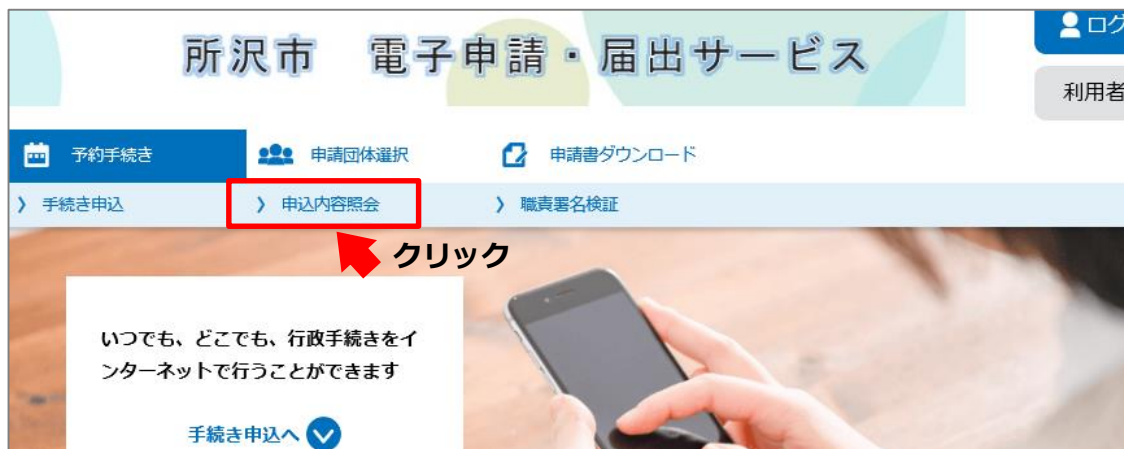 所沢市 電子申請・届出サービス
ログ
利用者
予約手続き 申請団体選択 申請書ダウンロード
> 手続き申込 > 申込内容照会 > 職責署名検証
クリック
いつでも、どこでも、行政手続きをイ
ンターネットで行うことができます
手続き申込へ